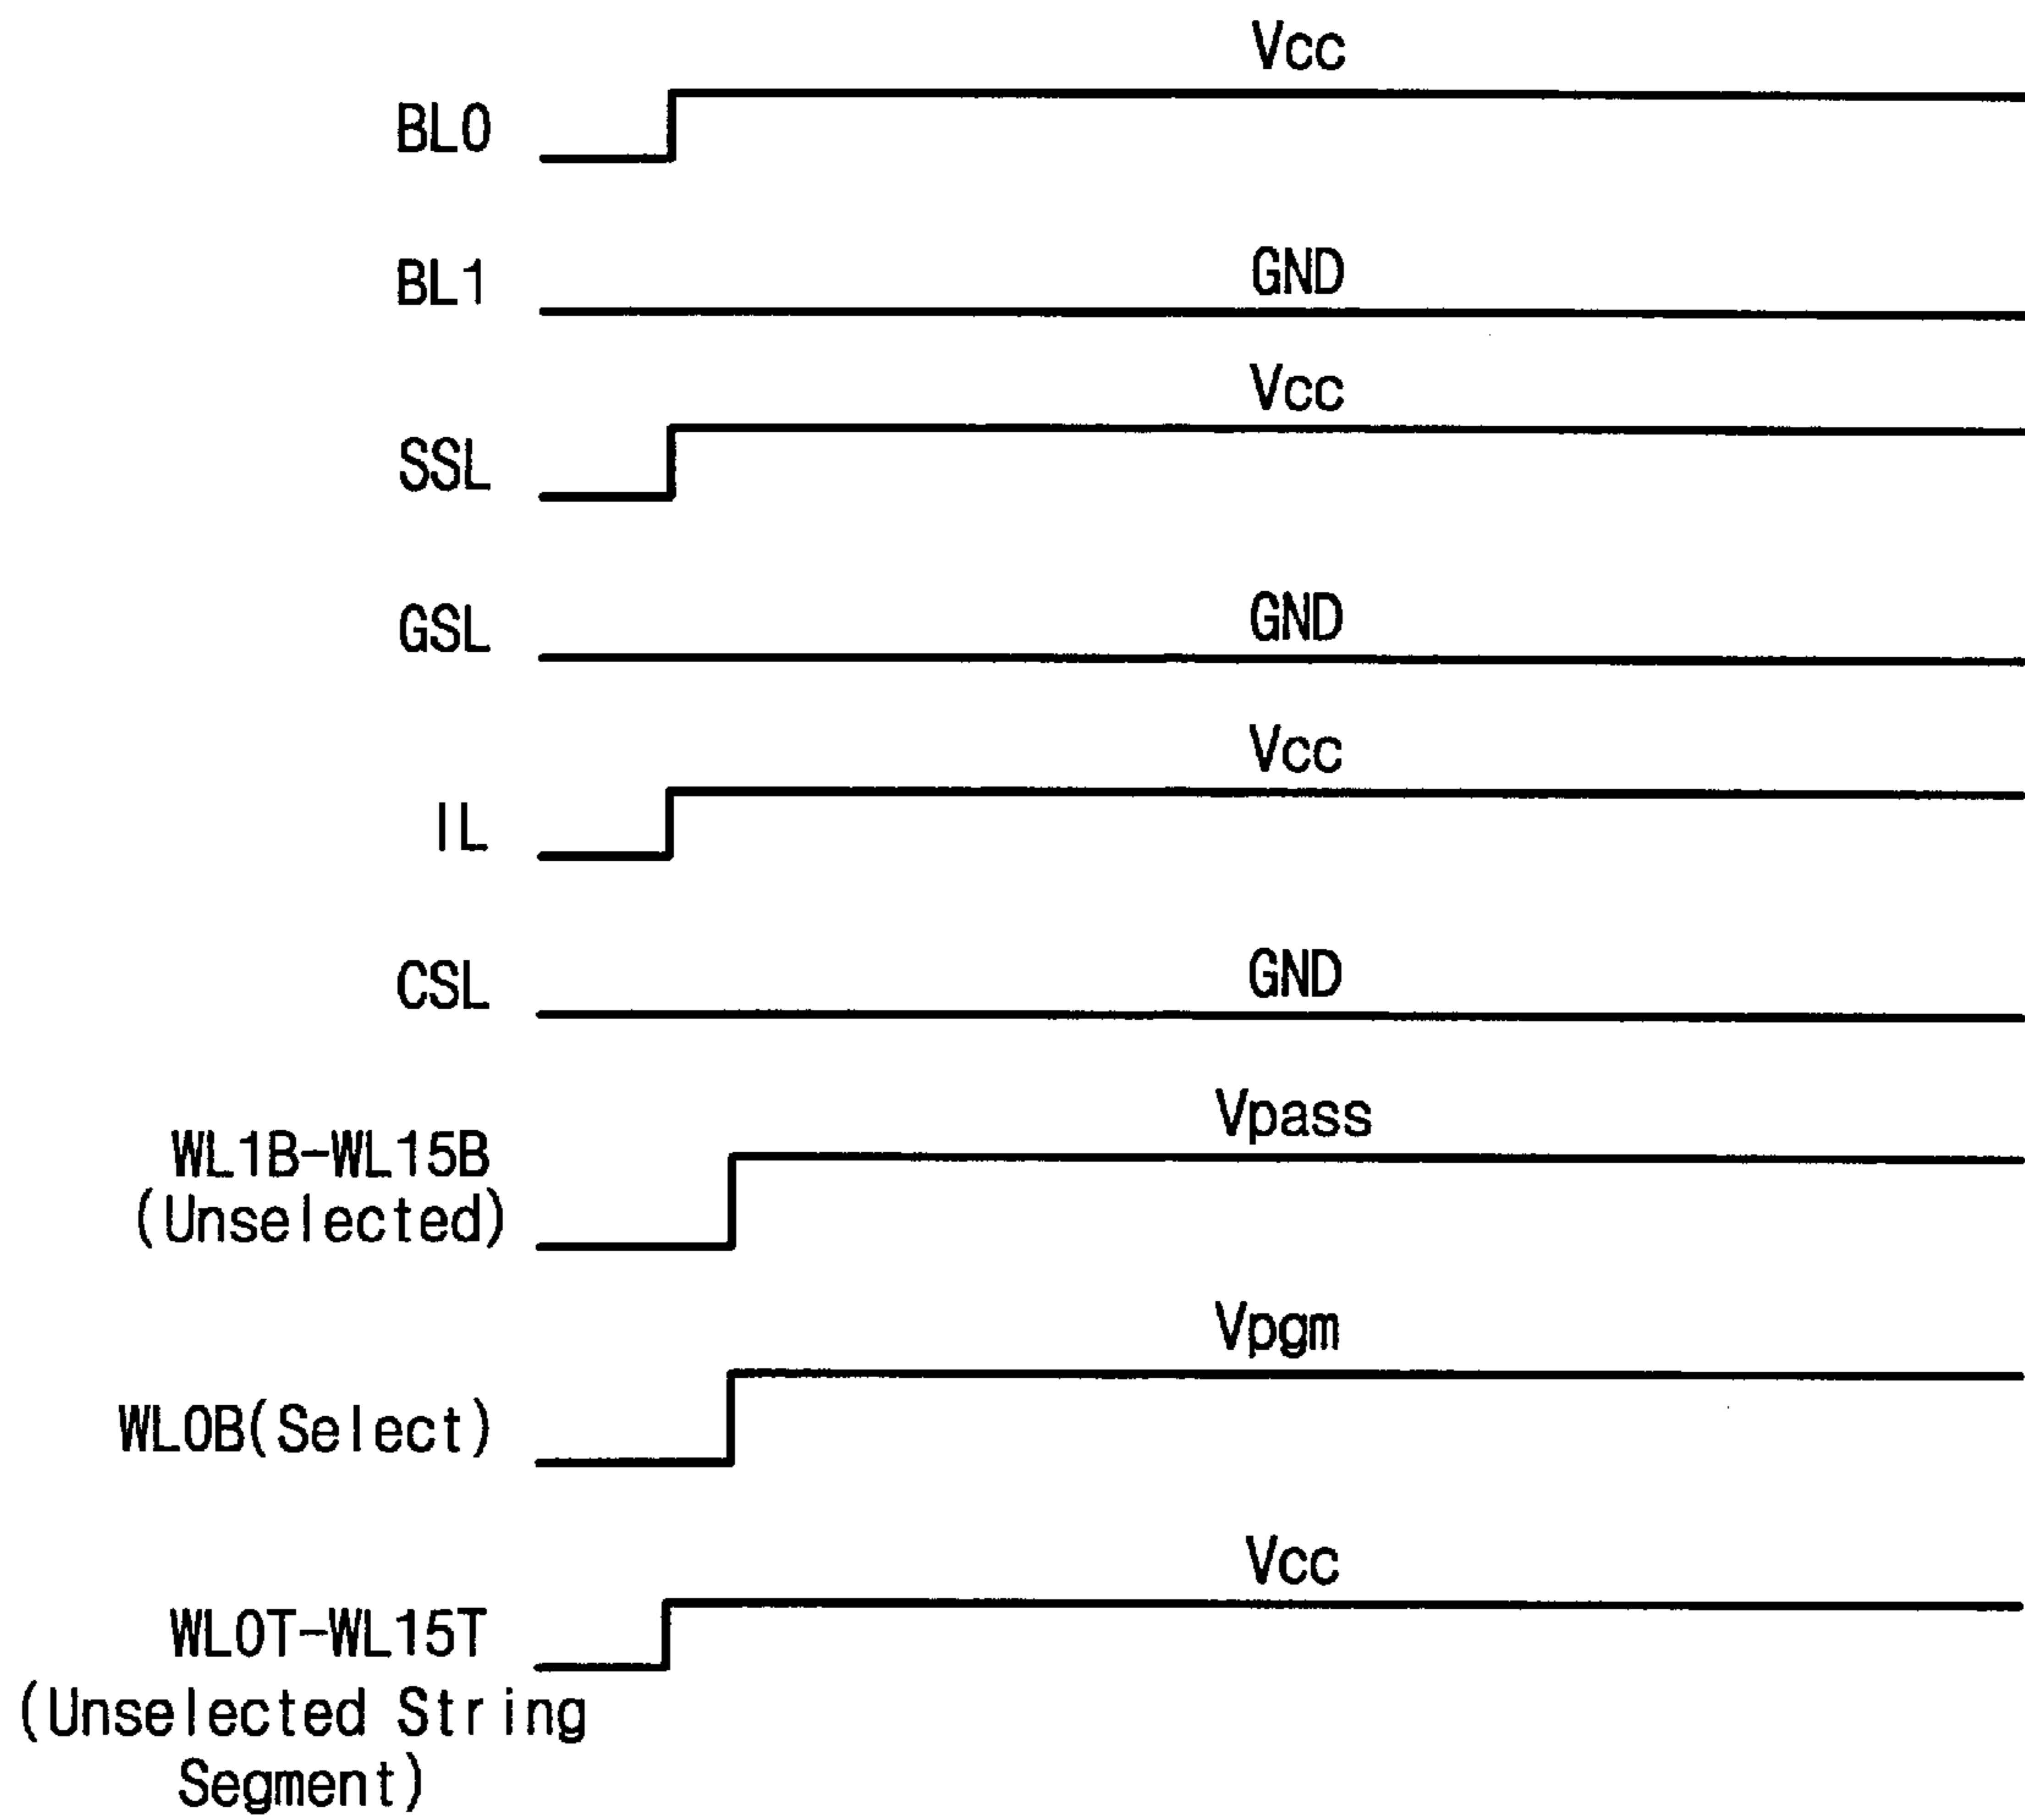 Vcc
BL0
BL1
GND
Vcc
SSL
GSL
GND
Vcc
IL
CSL
GND
Vpass
WL1B-WL15B
(Unselected)
Vpgm
WL0B(Select)
Vcc
WL0T-WL15T
(Unselected String
Segment)